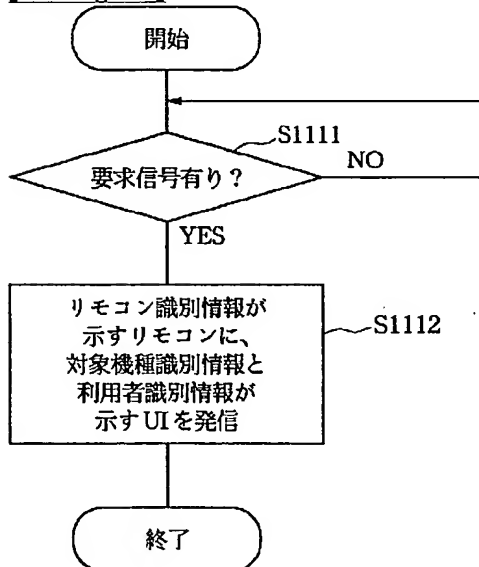 開始
S1111
要求信号有り？
NO
YES
リモコン識別情報が
示すリモコンに、
対象機種識別情報と
利用者識別情報が
示すUIを発信
S1112
終了